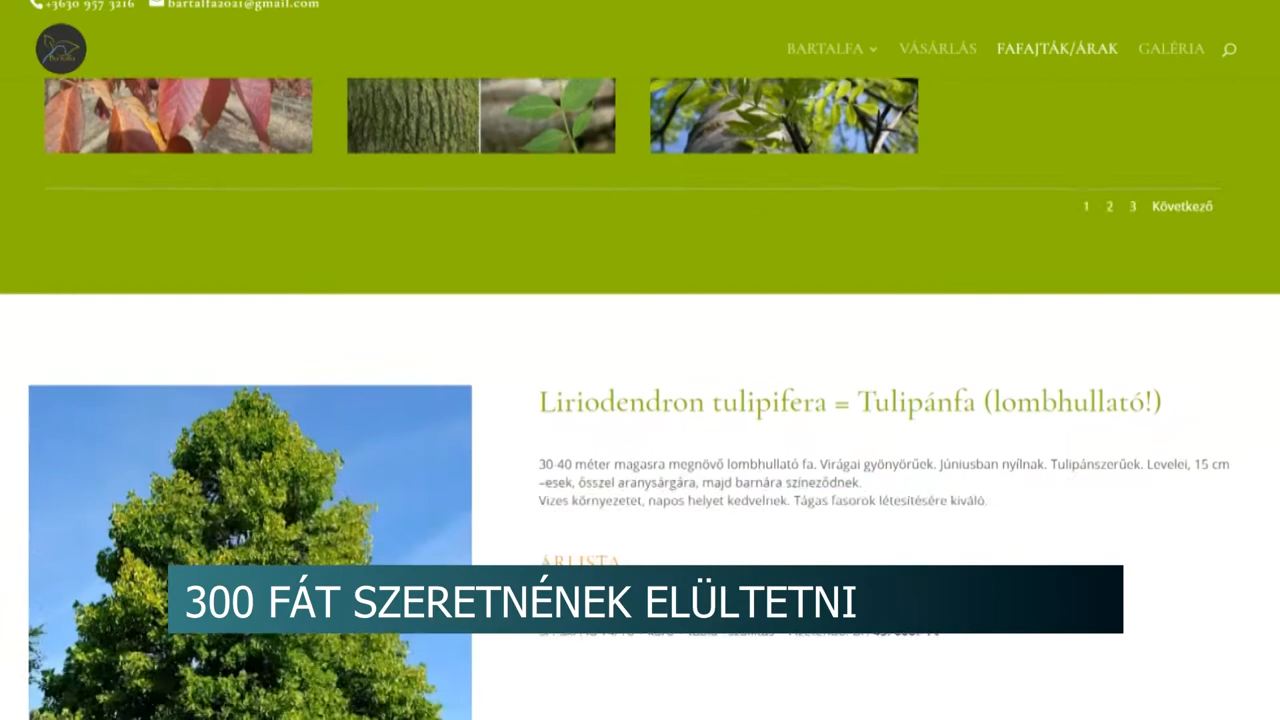 +3630 957 3216 bartalfa2021@gmail.com
BARTALFA VÁSÁRLÁS FAFAJTÁK/ÁRAK GALÉRIA
1 2 3 Következő
Liriodendron tulipifera = Tulipánfa (lombhullató!)
30-40 méter magasra megnövő lombhullató fa. Virágai gyönyörűek. Júniusban nyílnak. Tulipánszerűek. Levelei, 15 cm
–esek, ősszel aranysárgára, majd barnára színeződnek.
Vizes környezetet, napos helyet kedvelnek. Tágas fasorok létesítésére kiváló.
ÁRLISTA
300 FÁT SZERETNÉNEK ELÜLTETNI